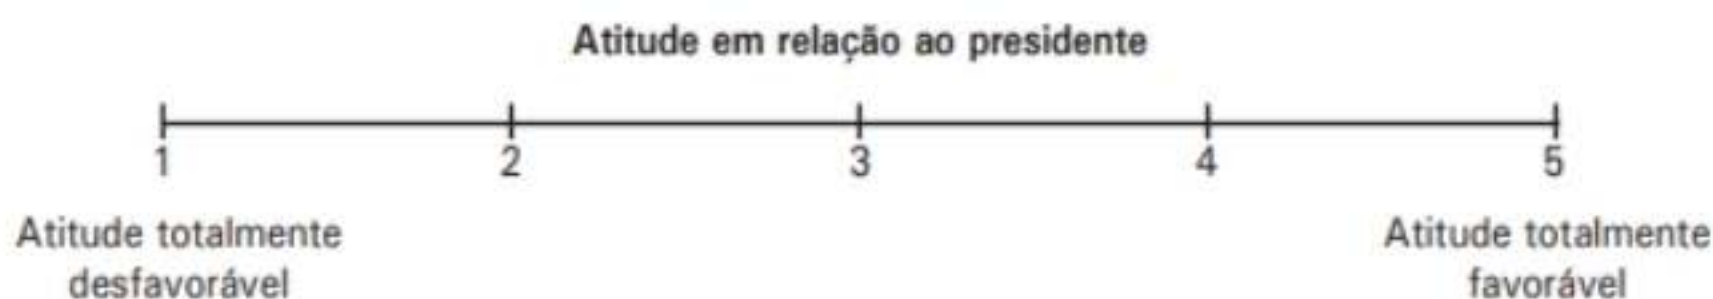 Atitude em relação ao presidente
1 2 3 4 5
Atitude totalmente
desfavorável
Atitude totalmente
favorável